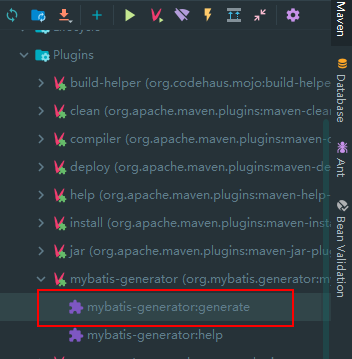 Lifecycle
Plugins
build-helper (org.codehaus.mojo:build-helpe
clean (org.apache.maven.plugins:maven-clea
compiler (org.apache.maven.plugins:maven-
deploy (org.apache.maven.plugins:maven-de
help (org.apache.maven.plugins:maven-help-
install (org.apache.maven.plugins:maven-inst
jar (org.apache.maven.plugins:maven-jar-plu
mybatis-generator (org.mybatis.generator:m
mybatis-generator:generate
mybatis-generator:help
Maven
Database
Ant
Bean Validation